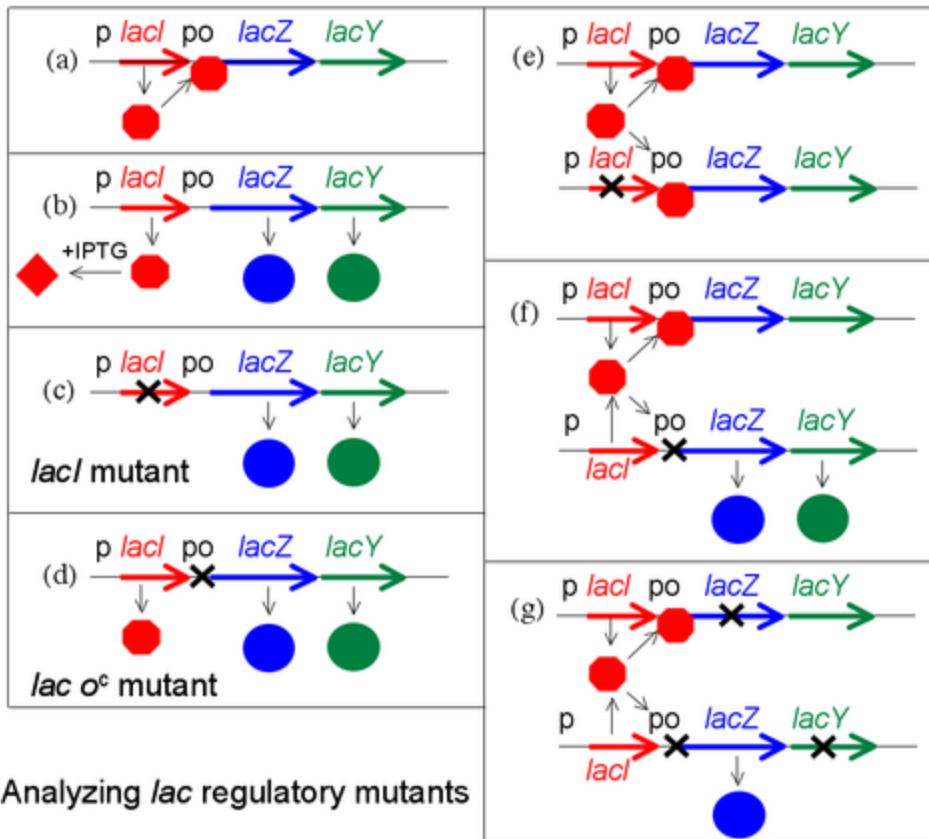 p lacI po lacZ lacY
(a)
p lacI po lacZ lacY
(b)
+IPTG
p lacI po lacZ lacY
(c)
lacI mutant
p lacI po lacZ lacY
(d)
lac oᶜ mutant
Analyzing lac regulatory mutants
p lacI po lacZ lacY
(e)
p lacI po lacZ lacY
p lacI po lacZ lacY
(f)
p po lacZ lacY
lacI
p lacI po lacZ lacY
(g)
p po lacZ lacY
lacI